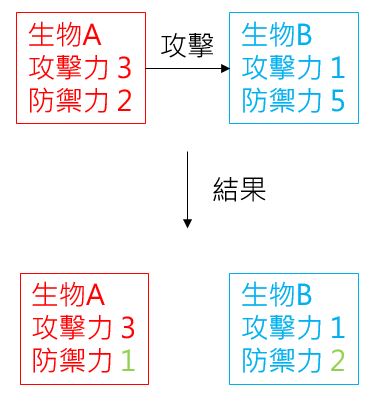 生物A
攻擊力 3
防禦力 2
攻擊
生物B
攻擊力 1
防禦力 5
結果
生物A
攻擊力 3
防禦力 1
生物B
攻擊力 1
防禦力 2